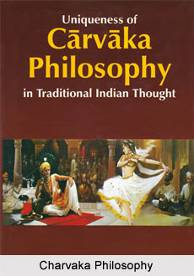 Uniqueness of
Cārvāka
Philosophy
in Traditional Indian Thought
Charvaka Philosophy